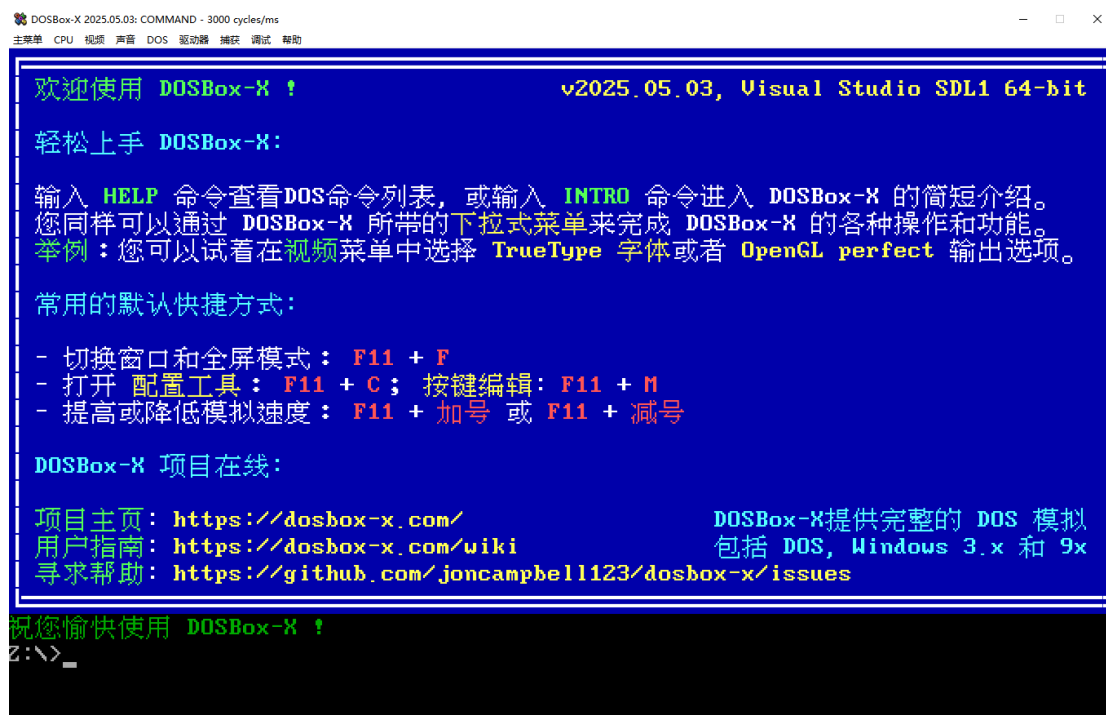 DOSBox-X 2025.05.03: COMMAND - 3000 cycles/ms
主菜单 CPU 视频 声音 DOS 驱动器 捕获 调试 帮助
欢迎使用 DOSBox-X ! v2025.05.03, Visual Studio SDL1 64-bit
轻松上手 DOSBox-X:
输入 HELP 命令查看DOS命令列表, 或输入 INTRO 命令进入 DOSBox-X 的简短介绍。
您同样可以通过 DOSBox-X 所带的下拉式菜单来完成 DOSBox-X 的各种操作和功能。
举例：您可以试着在视频菜单中选择 TrueType 字体或者 OpenGL perfect 输出选项。
常用的默认快捷方式:
- 切换窗口和全屏模式： F11 + F
- 打开 配置工具： F11 + C； 按键编辑: F11 + M
- 提高或降低模拟速度： F11 + 加号 或 F11 + 减号
DOSBox-X 项目在线:
项目主页: https://dosbox-x.com/ DOSBox-X提供完整的 DOS 模拟
用户指南: https://dosbox-x.com/wiki 包括 DOS, Windows 3.x 和 9x
寻求帮助: https://github.com/joncampbell123/dosbox-x/issues
祝您愉快使用 DOSBox-X !
Z:\>_